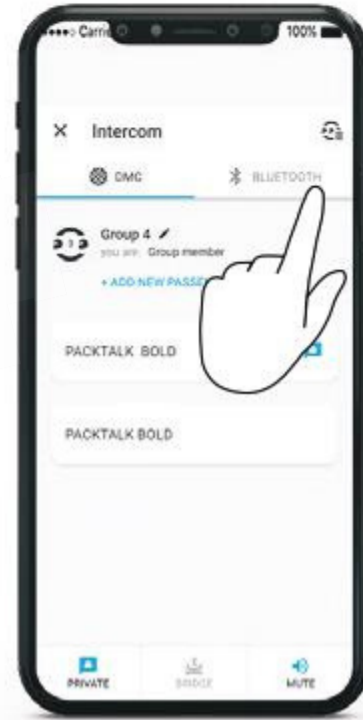 Carri 100%
× Intercom
DMC BLUETOOTH
Group 4
you are: Group member
+ ADD NEW PASSE
PACKTALK BOLD
PACKTALK BOLD
PRIVATE BRIDGE MUTE